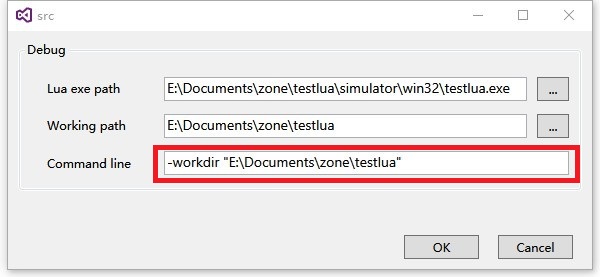 src
Debug
Lua exe path E:\Documents\zone\testlua\simulator\win32\testlua.exe ...
Working path E:\Documents\zone\testlua ...
Command line -workdir "E:\Documents\zone\testlua"
OK Cancel